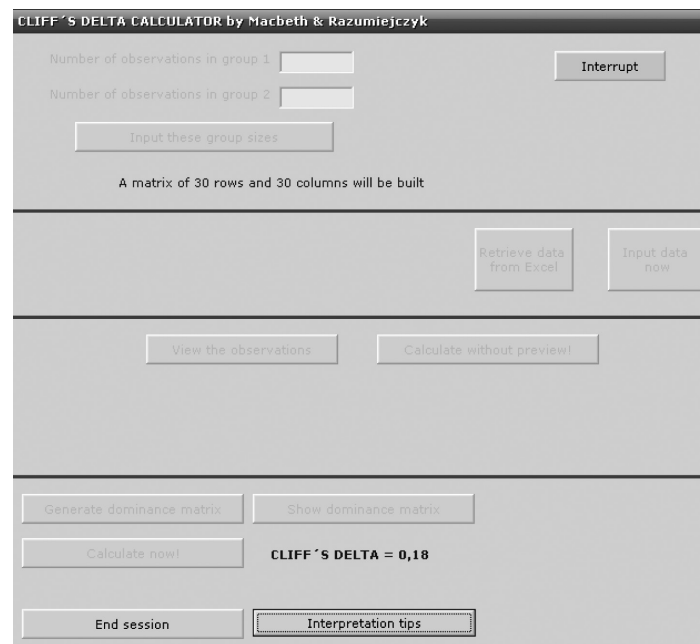 CLIFF´S DELTA CALCULATOR by Macbeth & Razumiejczyk
Number of observations in group 1
Interrupt
Number of observations in group 2
Input these group sizes
A matrix of 30 rows and 30 columns will be built
Retrieve data
from Excel
Input data
now
View the observations
Calculate without preview!
Generate dominance matrix
Show dominance matrix
Calculate now!
CLIFF´S DELTA = 0,18
End session
Interpretation tips